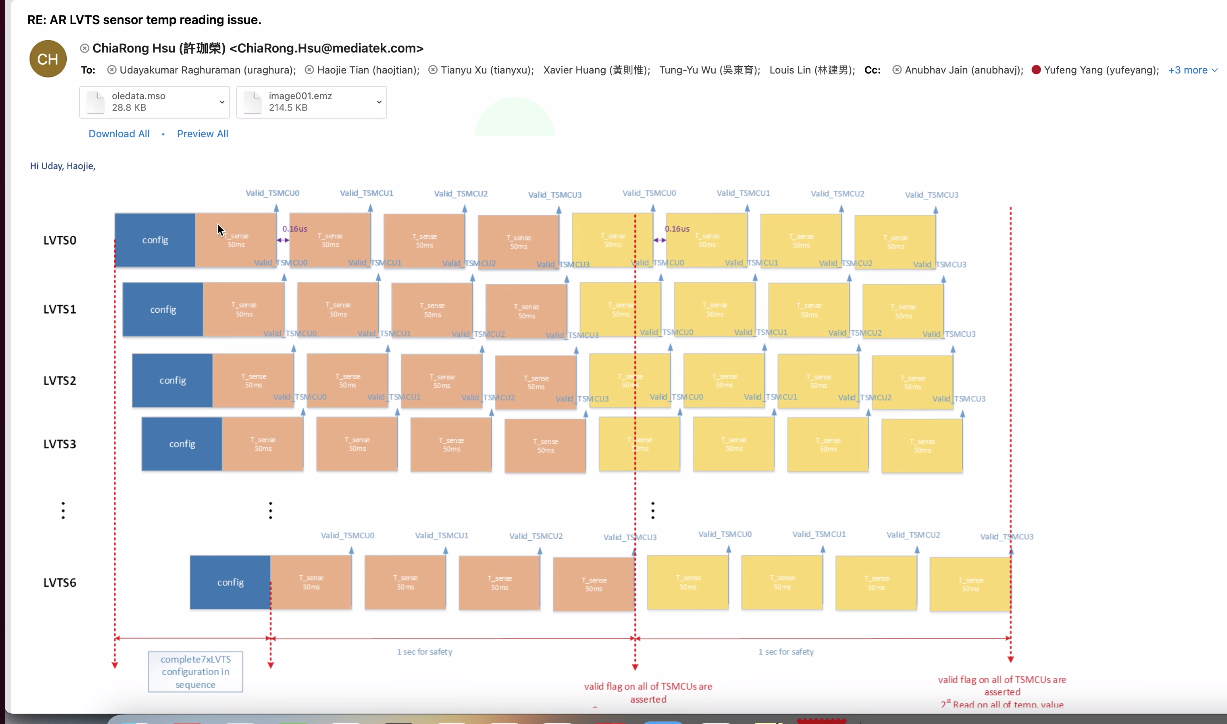 RE: AR LVTS sensor temp reading issue.
CH
ChiaRong Hsu (許珈榮) <ChiaRong.Hsu@mediatek.com>
To: Udayakumar Raghuraman (uraghura); Haojie Tian (haojtian); Tianyu Xu (tianyxu); Xavier Huang (黃則惟); Tung-Yu Wu (吳東育); Louis Lin (林建男); Cc: Anubhav Jain (anubhavj); Yufeng Yang (yufeyang); +3 more
oledata.mso
28.8 KB
image001.emz
214.5 KB
Download All · Preview All
Hi Uday, Haojie,
Valid_TSMCU0 Valid_TSMCU1 Valid_TSMCU2 Valid_TSMCU3 Valid_TSMCU0 Valid_TSMCU1 Valid_TSMCU2 Valid_TSMCU3
0.16us 0.16us
LVTS0 config T_sense T_sense T_sense T_sense T_sense T_sense T_sense T_sense
50ms 50ms 50ms 50ms 50ms 50ms 50ms 50ms
Valid_TSMCU0 Valid_TSMCU1 Valid_TSMCU2 Valid_TSMCU3 Valid_TSMCU0 Valid_TSMCU1 Valid_TSMCU2 Valid_TSMCU3
LVTS1 config T_sense T_sense T_sense T_sense T_sense T_sense T_sense T_sense
50ms 50ms 50ms 50ms 50ms 50ms 50ms 50ms
Valid_TSMCU0 Valid_TSMCU1 Valid_TSMCU2 Valid_TSMCU3 Valid_TSMCU0 Valid_TSMCU1 Valid_TSMCU2 Valid_TSMCU3
LVTS2 config T_sense T_sense T_sense T_sense T_sense T_sense T_sense T_sense
50ms 50ms 50ms 50ms 50ms 50ms 50ms 50ms
Valid_TSMCU0 Valid_TSMCU1 Valid_TSMCU2 Valid_TSMCU3 Valid_TSMCU0 Valid_TSMCU1 Valid_TSMCU2 Valid_TSMCU3
LVTS3 config T_sense T_sense T_sense T_sense T_sense T_sense T_sense T_sense
50ms 50ms 50ms 50ms 50ms 50ms 50ms 50ms
Valid_TSMCU0 Valid_TSMCU1 Valid_TSMCU2 Valid_TSMCU3 Valid_TSMCU0 Valid_TSMCU1 Valid_TSMCU2 Valid_TSMCU3
LVTS6 config T_sense T_sense T_sense T_sense T_sense T_sense T_sense T_sense
50ms 50ms 50ms 50ms 50ms 50ms 50ms 50ms
1 sec for safety 1 sec for safety
complete7xLVTS
configuration in
sequence
valid flag on all of TSMCUs are
asserted
valid flag on all of TSMCUs are
asserted
2st Read on all of temp. value